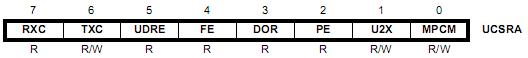 7 6 5 4 3 2 1 0
RXC TXC UDRE FE DOR PE U2X MPCM UCSRA
R R/W R R R R R/W R/W